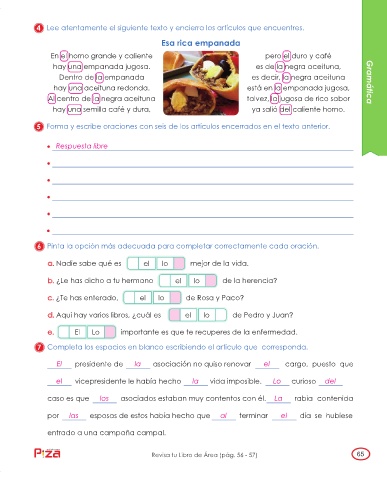 4 Lee atentamente el siguiente texto y encierra los artículos que encuentres.
Esa rica empanada
En el horno grande y caliente
hay una empanada jugosa.
Dentro de la empanada
hay una aceituna redonda.
Al centro de la negra aceituna
hay una semilla café y dura,
pero el duro y café
es de la negra aceituna,
es decir, la negra aceituna
está en la empanada jugosa,
talvez, la jugosa de rico sabor
ya salió del caliente horno.
Gramática
5 Forma y escribe oraciones con seis de los artículos encerrados en el texto anterior.
• Respuesta libre
•
•
•
•
•
6 Pinta la opción más adecuada para completar correctamente cada oración.
a. Nadie sabe qué es el lo mejor de la vida.
b. ¿Le has dicho a tu hermano el lo de la herencia?
c. ¿Te has enterado, el lo de Rosa y Paco?
d. Aquí hay varios libros, ¿cuál es el lo de Pedro y Juan?
e. El Lo importante es que te recuperes de la enfermedad.
7 Completa los espacios en blanco escribiendo el artículo que corresponda.
El presidente de la asociación no quiso renovar el cargo, puesto que
el vicepresidente le había hecho la vida imposible. Lo curioso del
caso es que los asociados estaban muy contentos con él. La rabia contenida
por las esposas de estos había hecho que al terminar el día se hubiese
entrado a una campaña campal.
Piza
Revisa tu Libro de Área (pág. 56 - 57)
65